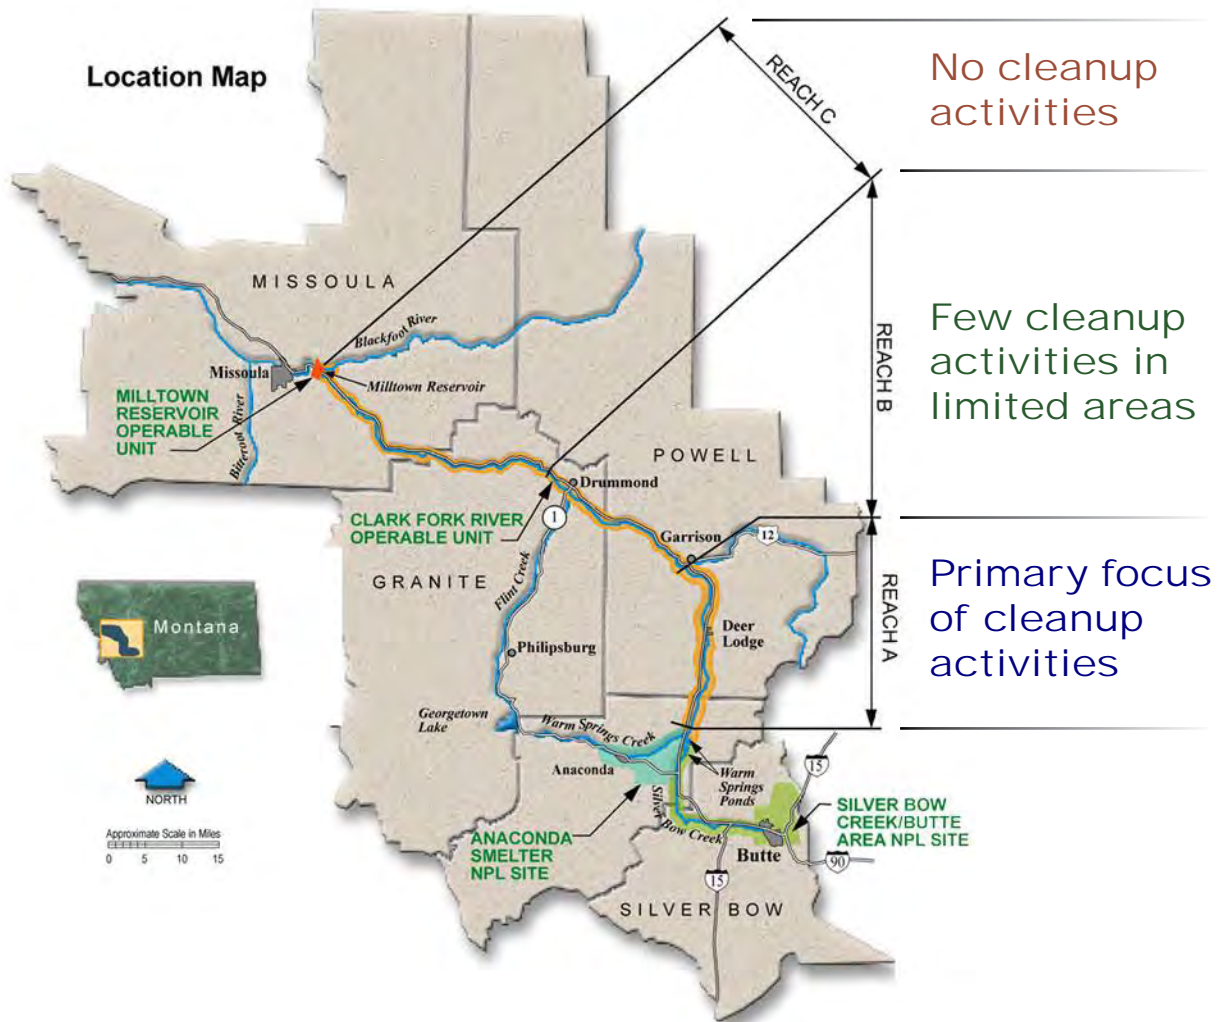 Location Map
REACH C
No cleanup
activities
MISSOULA
Blackfoot River
REACH B
Few cleanup
activities in
limited areas
Missoula
Milltown Reservoir
MILLTOWN
RESERVOIR
OPERABLE
UNIT
Bitteroot River
POWELL
Drummond
CLARK FORK RIVER
OPERABLE UNIT
1
Garrison
12
GRANITE
Flint Creek
REACH A
Primary focus
of cleanup
activities
Montana
Deer
Lodge
Philipsburg
Georgetown
Lake
Warm Springs Creek
Anaconda
Warm
Springs
Ponds
15
NORTH
Approximate Scale in Miles
0 5 10 15
Silver Bow Creek
SILVER BOW
CREEK/BUTTE
AREA NPL SITE
ANACONDA
SMELTER
NPL SITE
Butte
90
15
SILVER BOW